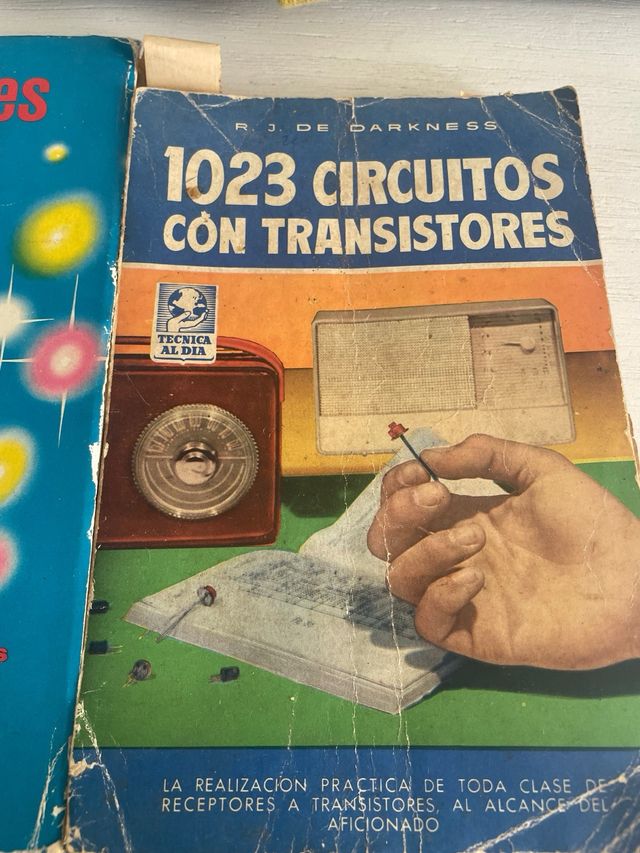 es
R. J. DE DARKNESS
1023 CIRCUITOS
CON TRANSISTORES
TECNICA
AL DIA
s
LA REALIZACION PRACTICA DE TODA CLASE DE
RECEPTORES A TRANSISTORES, AL ALCANCE DEL
AFICIONADO